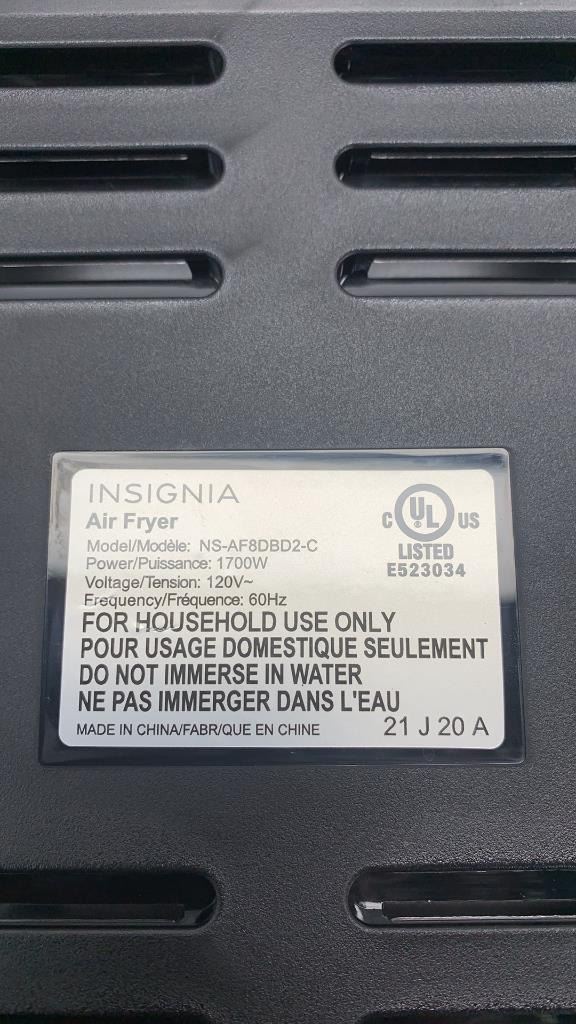 INSIGNIA
Air Fryer
Model/Modèle: NS-AF8DBD2-C
Power/Puissance: 1700W
Voltage/Tension: 120V~
Frequency/Fréquence: 60Hz
C UL US
LISTED
E523034
FOR HOUSEHOLD USE ONLY
POUR USAGE DOMESTIQUE SEULEMENT
DO NOT IMMERSE IN WATER
NE PAS IMMERGER DANS L'EAU
MADE IN CHINA/FABR/QUE EN CHINE 21 J 20 A